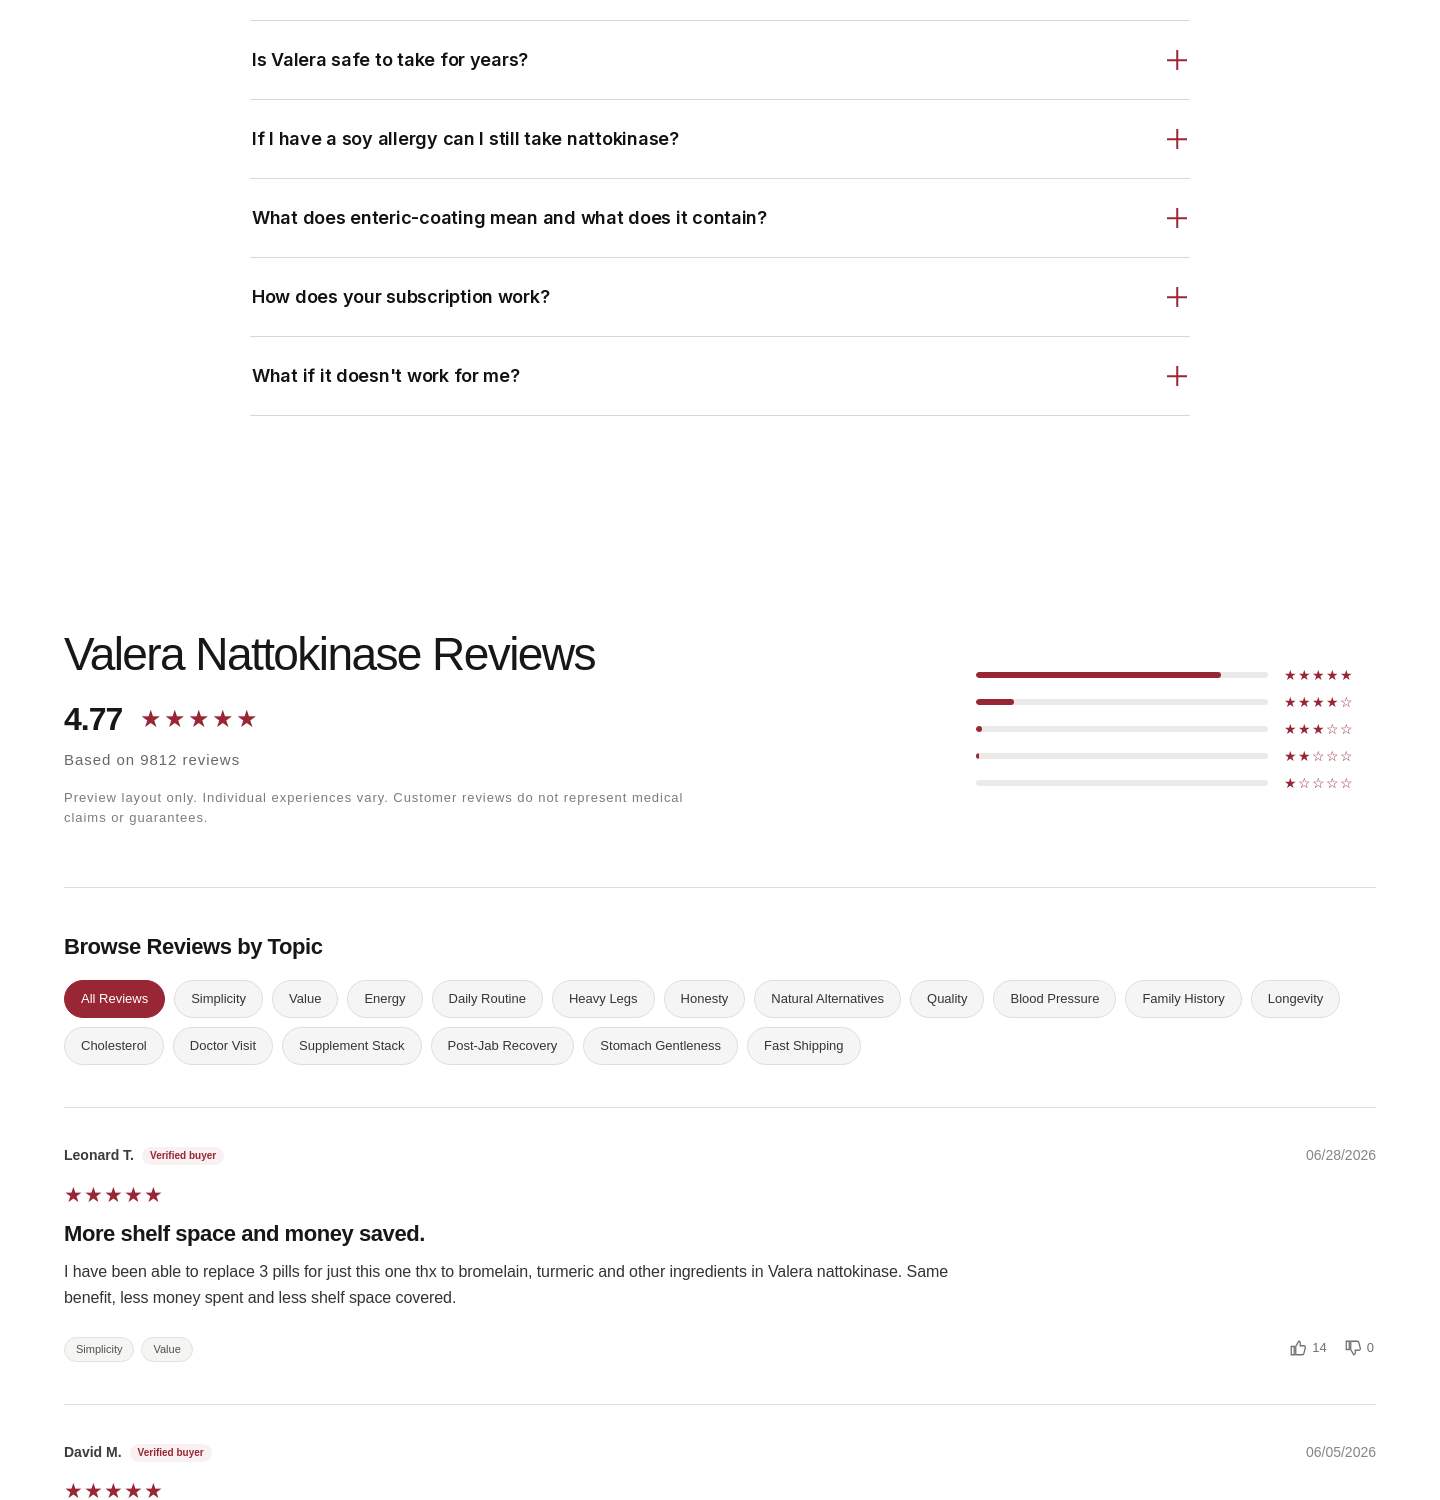 Is Valera safe to take for years?
If I have a soy allergy can I still take nattokinase?
What does enteric-coating mean and what does it contain?
How does your subscription work?
What if it doesn't work for me?
Valera Nattokinase Reviews
4.77 ★★★★★
Based on 9812 reviews
Preview layout only. Individual experiences vary. Customer reviews do not represent medical
claims or guarantees.
★★★★★
★★★★☆
★★★☆☆
★★☆☆☆
★☆☆☆☆
Browse Reviews by Topic
All Reviews Simplicity Value Energy Daily Routine Heavy Legs Honesty Natural Alternatives Quality Blood Pressure Family History Longevity
Cholesterol Doctor Visit Supplement Stack Post-Jab Recovery Stomach Gentleness Fast Shipping
Leonard T. Verified buyer 06/28/2026
★★★★★
More shelf space and money saved.
I have been able to replace 3 pills for just this one thx to bromelain, turmeric and other ingredients in Valera nattokinase. Same
benefit, less money spent and less shelf space covered.
Simplicity Value 14 0
David M. Verified buyer 06/05/2026
★★★★★